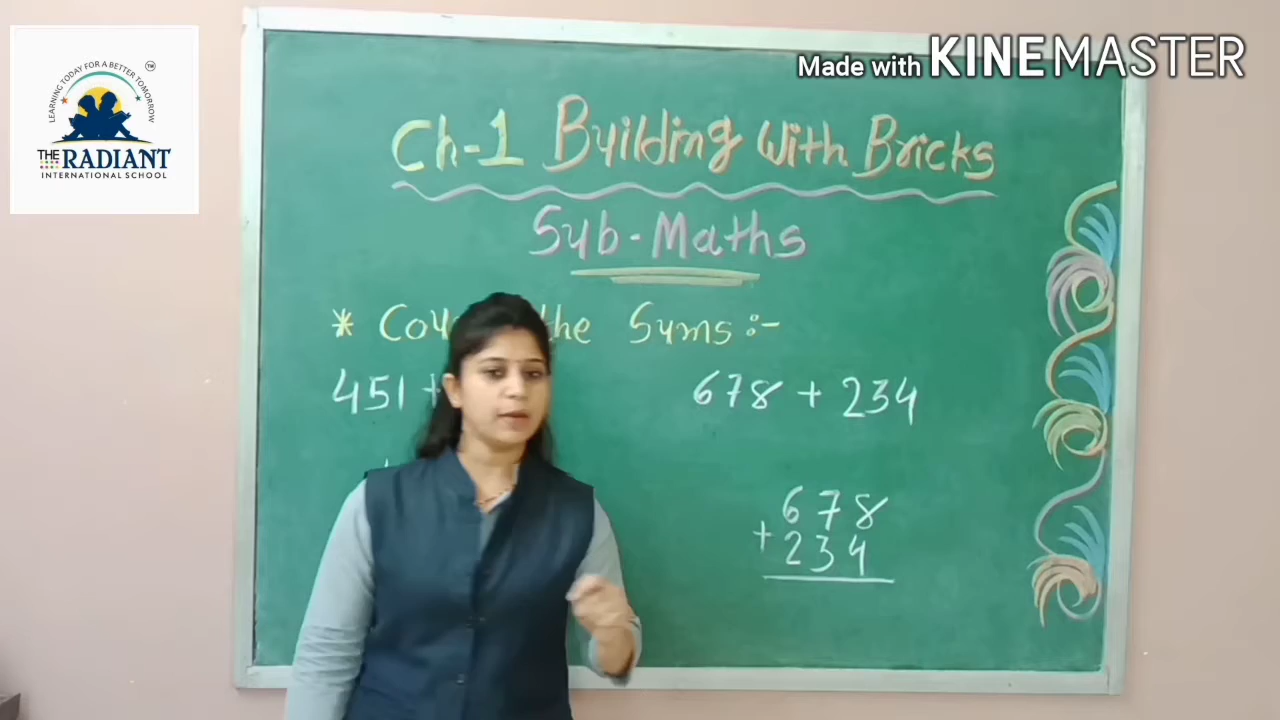 LEARNING TODAY FOR A BETTER TOMORROW
TM
THE RADIANT
INTERNATIONAL SCHOOL
Made with KINEMASTER
Ch-1 Building With Bricks
Sub-Maths
* the Sums:-
451 +
678 + 234
678
+ 234